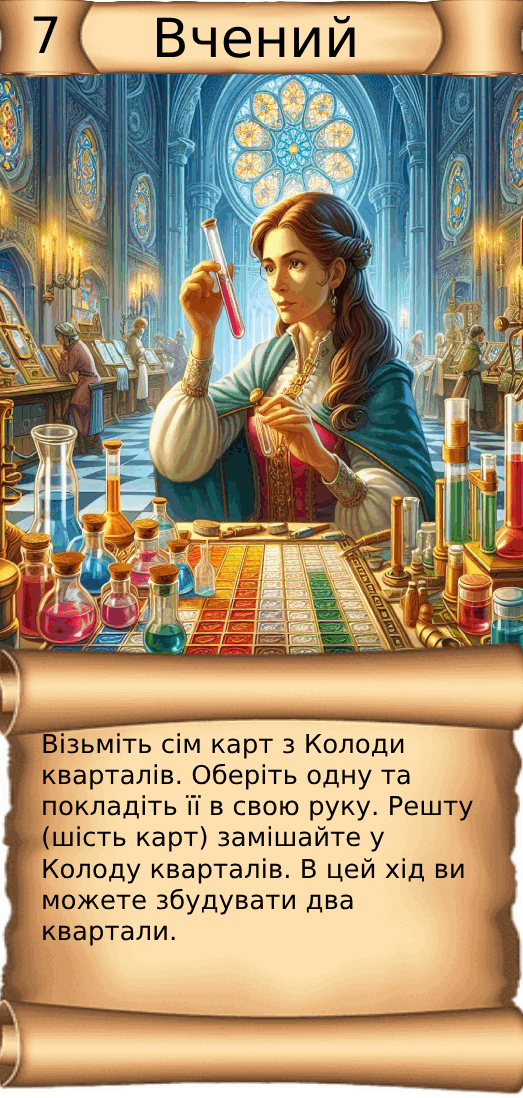 7
Вчений
Візьміть сім карт з Колоди
кварталів. Оберіть одну та
покладіть її в свою руку. Решту
(шість карт) замішайте у
Колоду кварталів. В цей хід ви
можете збудувати два
квартали.